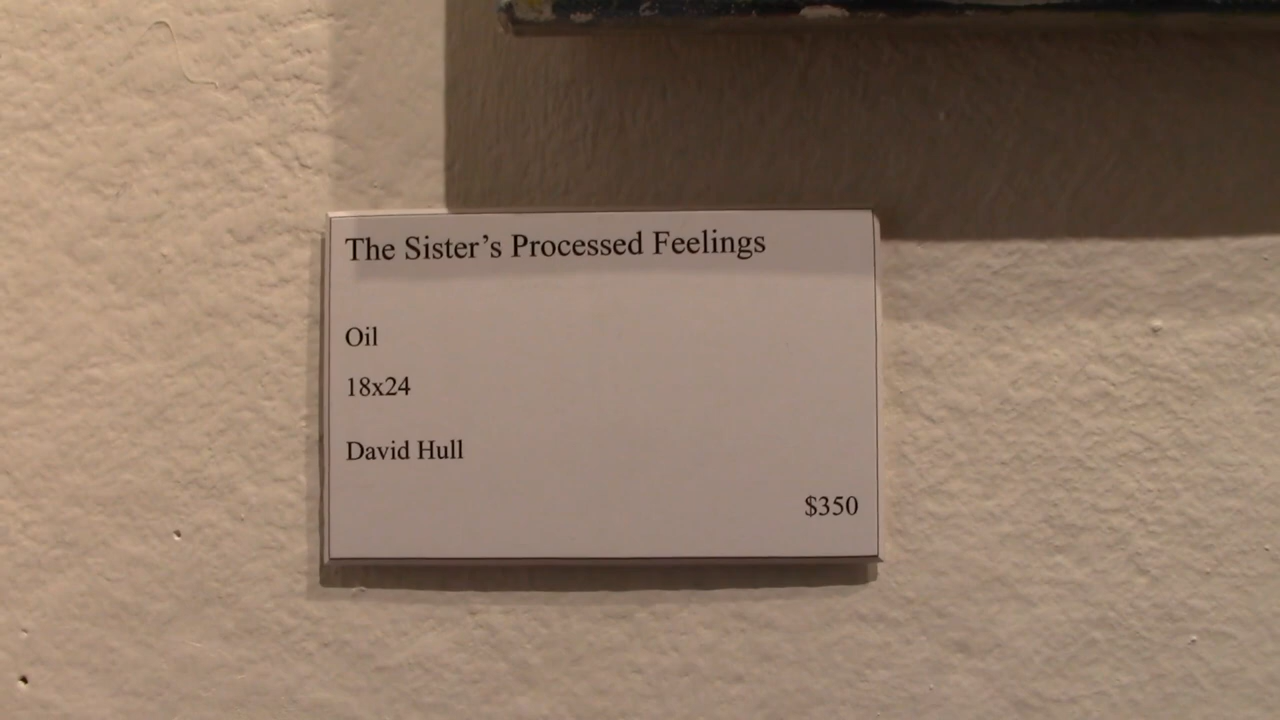 The Sister’s Processed Feelings
Oil
18x24
David Hull
$350